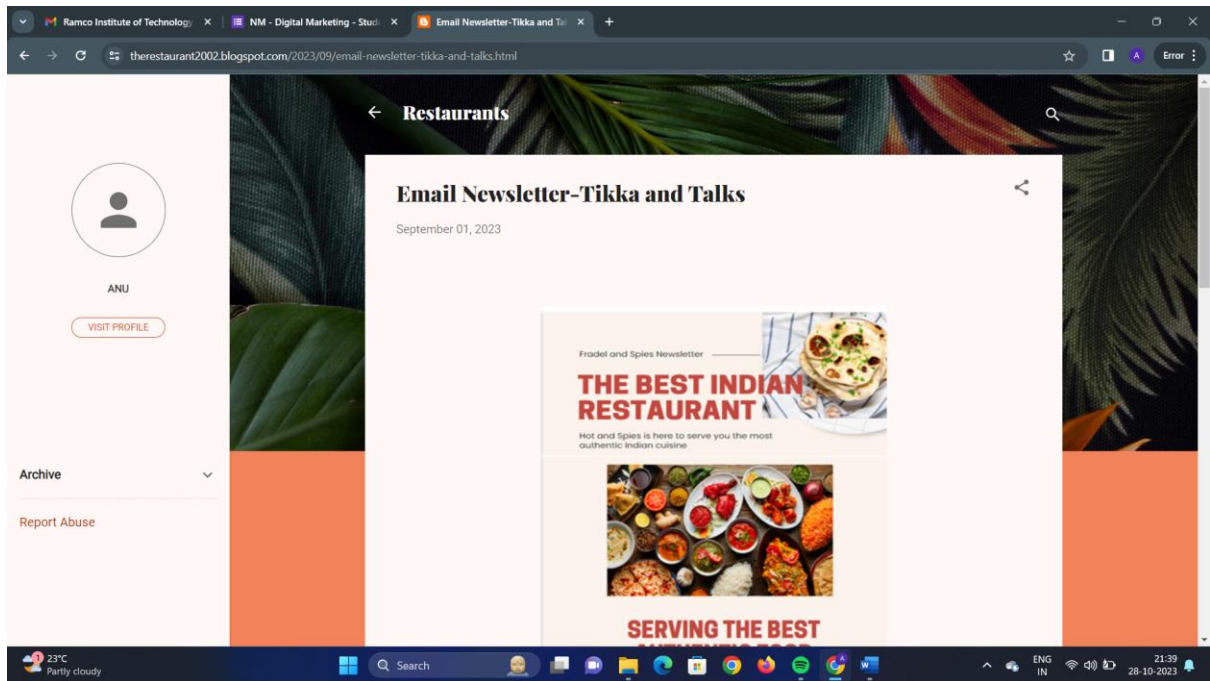 Ramco Institute of Technology
NM - Digital Marketing - Stud
Email Newsletter-Tikka and Ta
therestaurant2002.blogspot.com/2023/09/email-newsletter-tikka-and-talks.html
A
Error
Restaurants
Email Newsletter-Tikka and Talks
September 01, 2023
ANU
VISIT PROFILE
Archive
Report Abuse
Fradel and Spies Newsletter
THE BEST INDIAN
RESTAURANT
Hot and Spies is here to serve you the most
authentic Indian cuisine
SERVING THE BEST
AUTHENTIC FOOD
1
23°C
Partly cloudy
Search
ENG
IN
21:39
28-10-2023